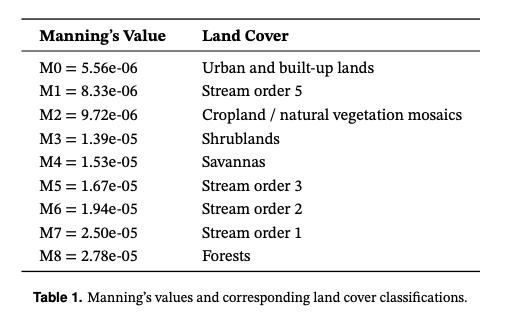 Manning's Value Land Cover
M0 = 5.56e-06 Urban and built-up lands
M1 = 8.33e-06 Stream order 5
M2 = 9.72e-06 Cropland / natural vegetation mosaics
M3 = 1.39e-05 Shrublands
M4 = 1.53e-05 Savannas
M5 = 1.67e-05 Stream order 3
M6 = 1.94e-05 Stream order 2
M7 = 2.50e-05 Stream order 1
M8 = 2.78e-05 Forests
Table 1. Manning's values and corresponding land cover classifications.